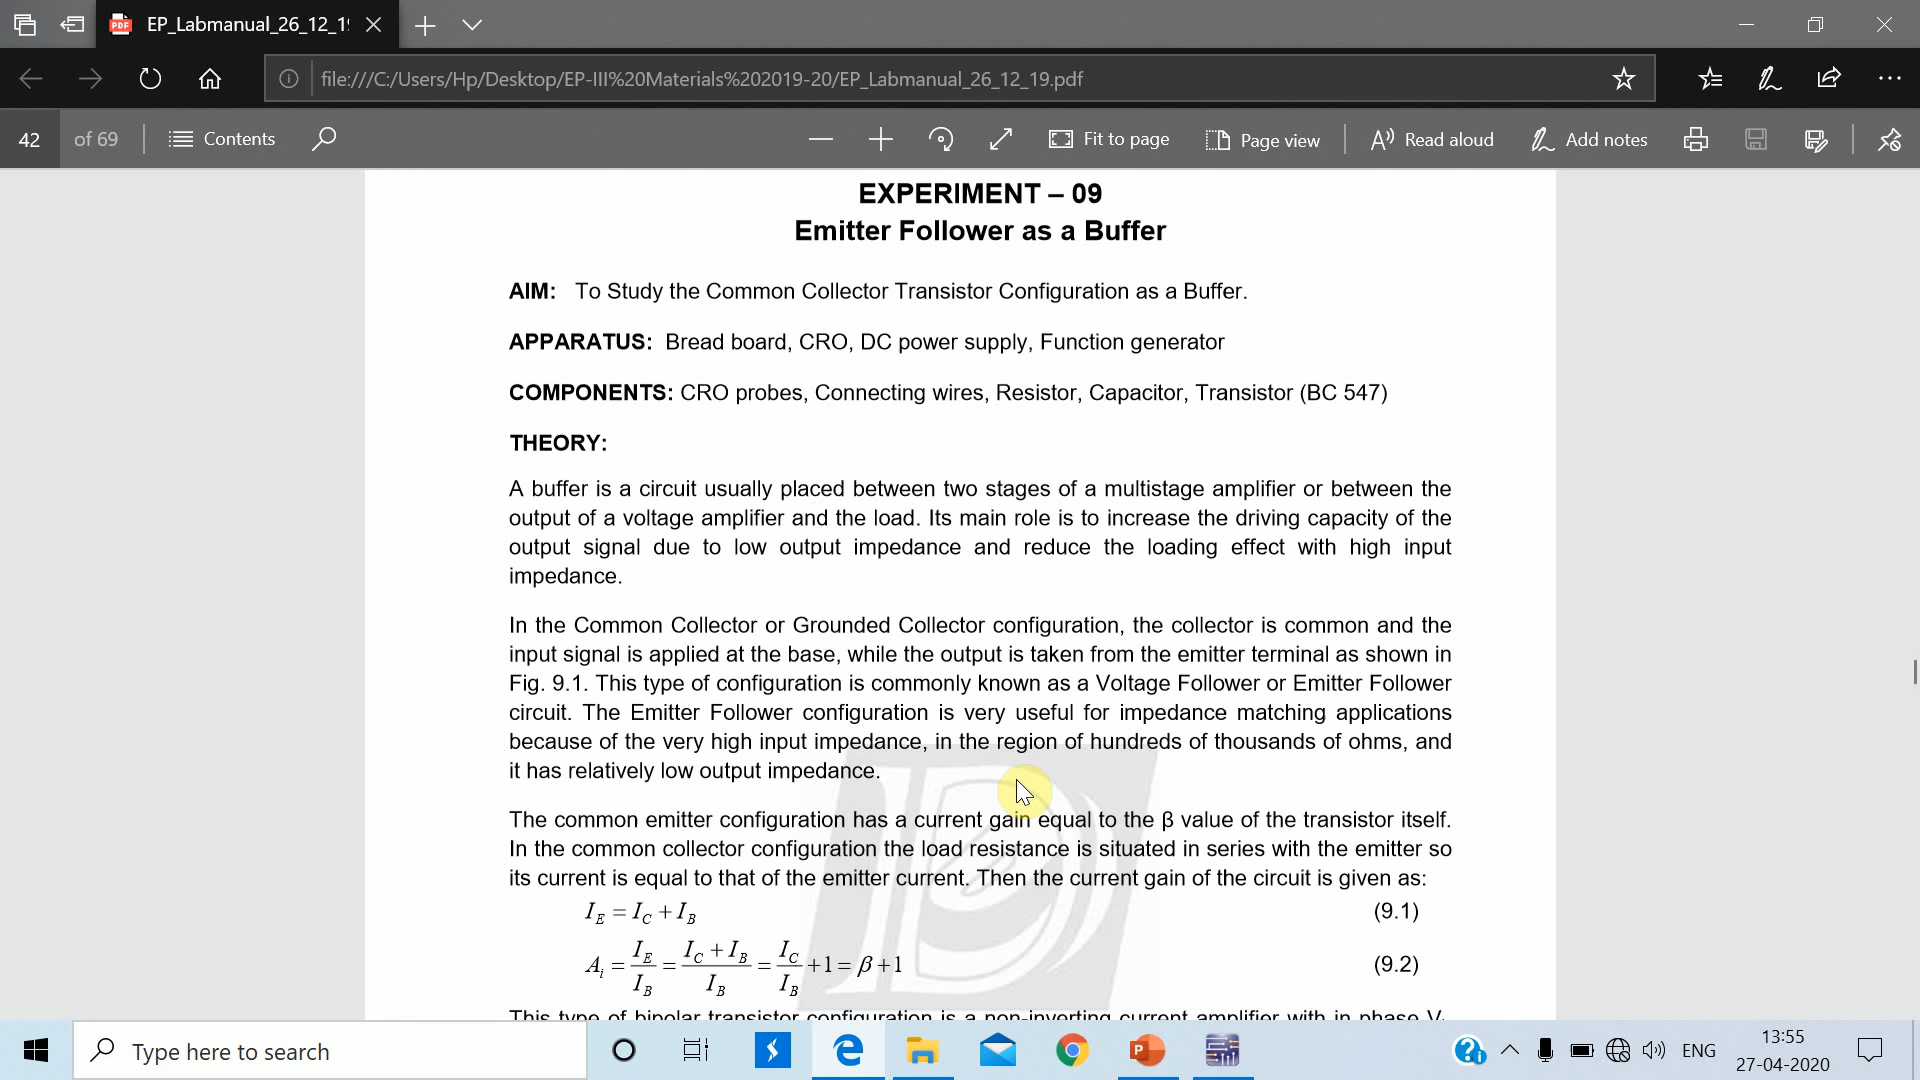 EP_Labmanual_26_12_1
file:///C:/Users/Hp/Desktop/EP-III%20Materials%202019-20/EP_Labmanual_26_12_19.pdf
42 of 69 Contents Fit to page Page view Read aloud Add notes
EXPERIMENT – 09
Emitter Follower as a Buffer
AIM: To Study the Common Collector Transistor Configuration as a Buffer.
APPARATUS: Bread board, CRO, DC power supply, Function generator
COMPONENTS: CRO probes, Connecting wires, Resistor, Capacitor, Transistor (BC 547)
THEORY:
A buffer is a circuit usually placed between two stages of a multistage amplifier or between the
output of a voltage amplifier and the load. Its main role is to increase the driving capacity of the
output signal due to low output impedance and reduce the loading effect with high input
impedance.
In the Common Collector or Grounded Collector configuration, the collector is common and the
input signal is applied at the base, while the output is taken from the emitter terminal as shown in
Fig. 9.1. This type of configuration is commonly known as a Voltage Follower or Emitter Follower
circuit. The Emitter Follower configuration is very useful for impedance matching applications
because of the very high input impedance, in the region of hundreds of thousands of ohms, and
it has relatively low output impedance.
The common emitter configuration has a current gain equal to the β value of the transistor itself.
In the common collector configuration the load resistance is situated in series with the emitter so
its current is equal to that of the emitter current. Then the current gain of the circuit is given as:
I_E = I_C + I_B (9.1)
A_i = I_E / I_B = (I_C + I_B) / I_B = I_C / I_B + 1 = β + 1 (9.2)
This type of bipolar transistor configuration is a non-inverting current amplifier with in phase V
Type here to search
ENG
13:55
27-04-2020